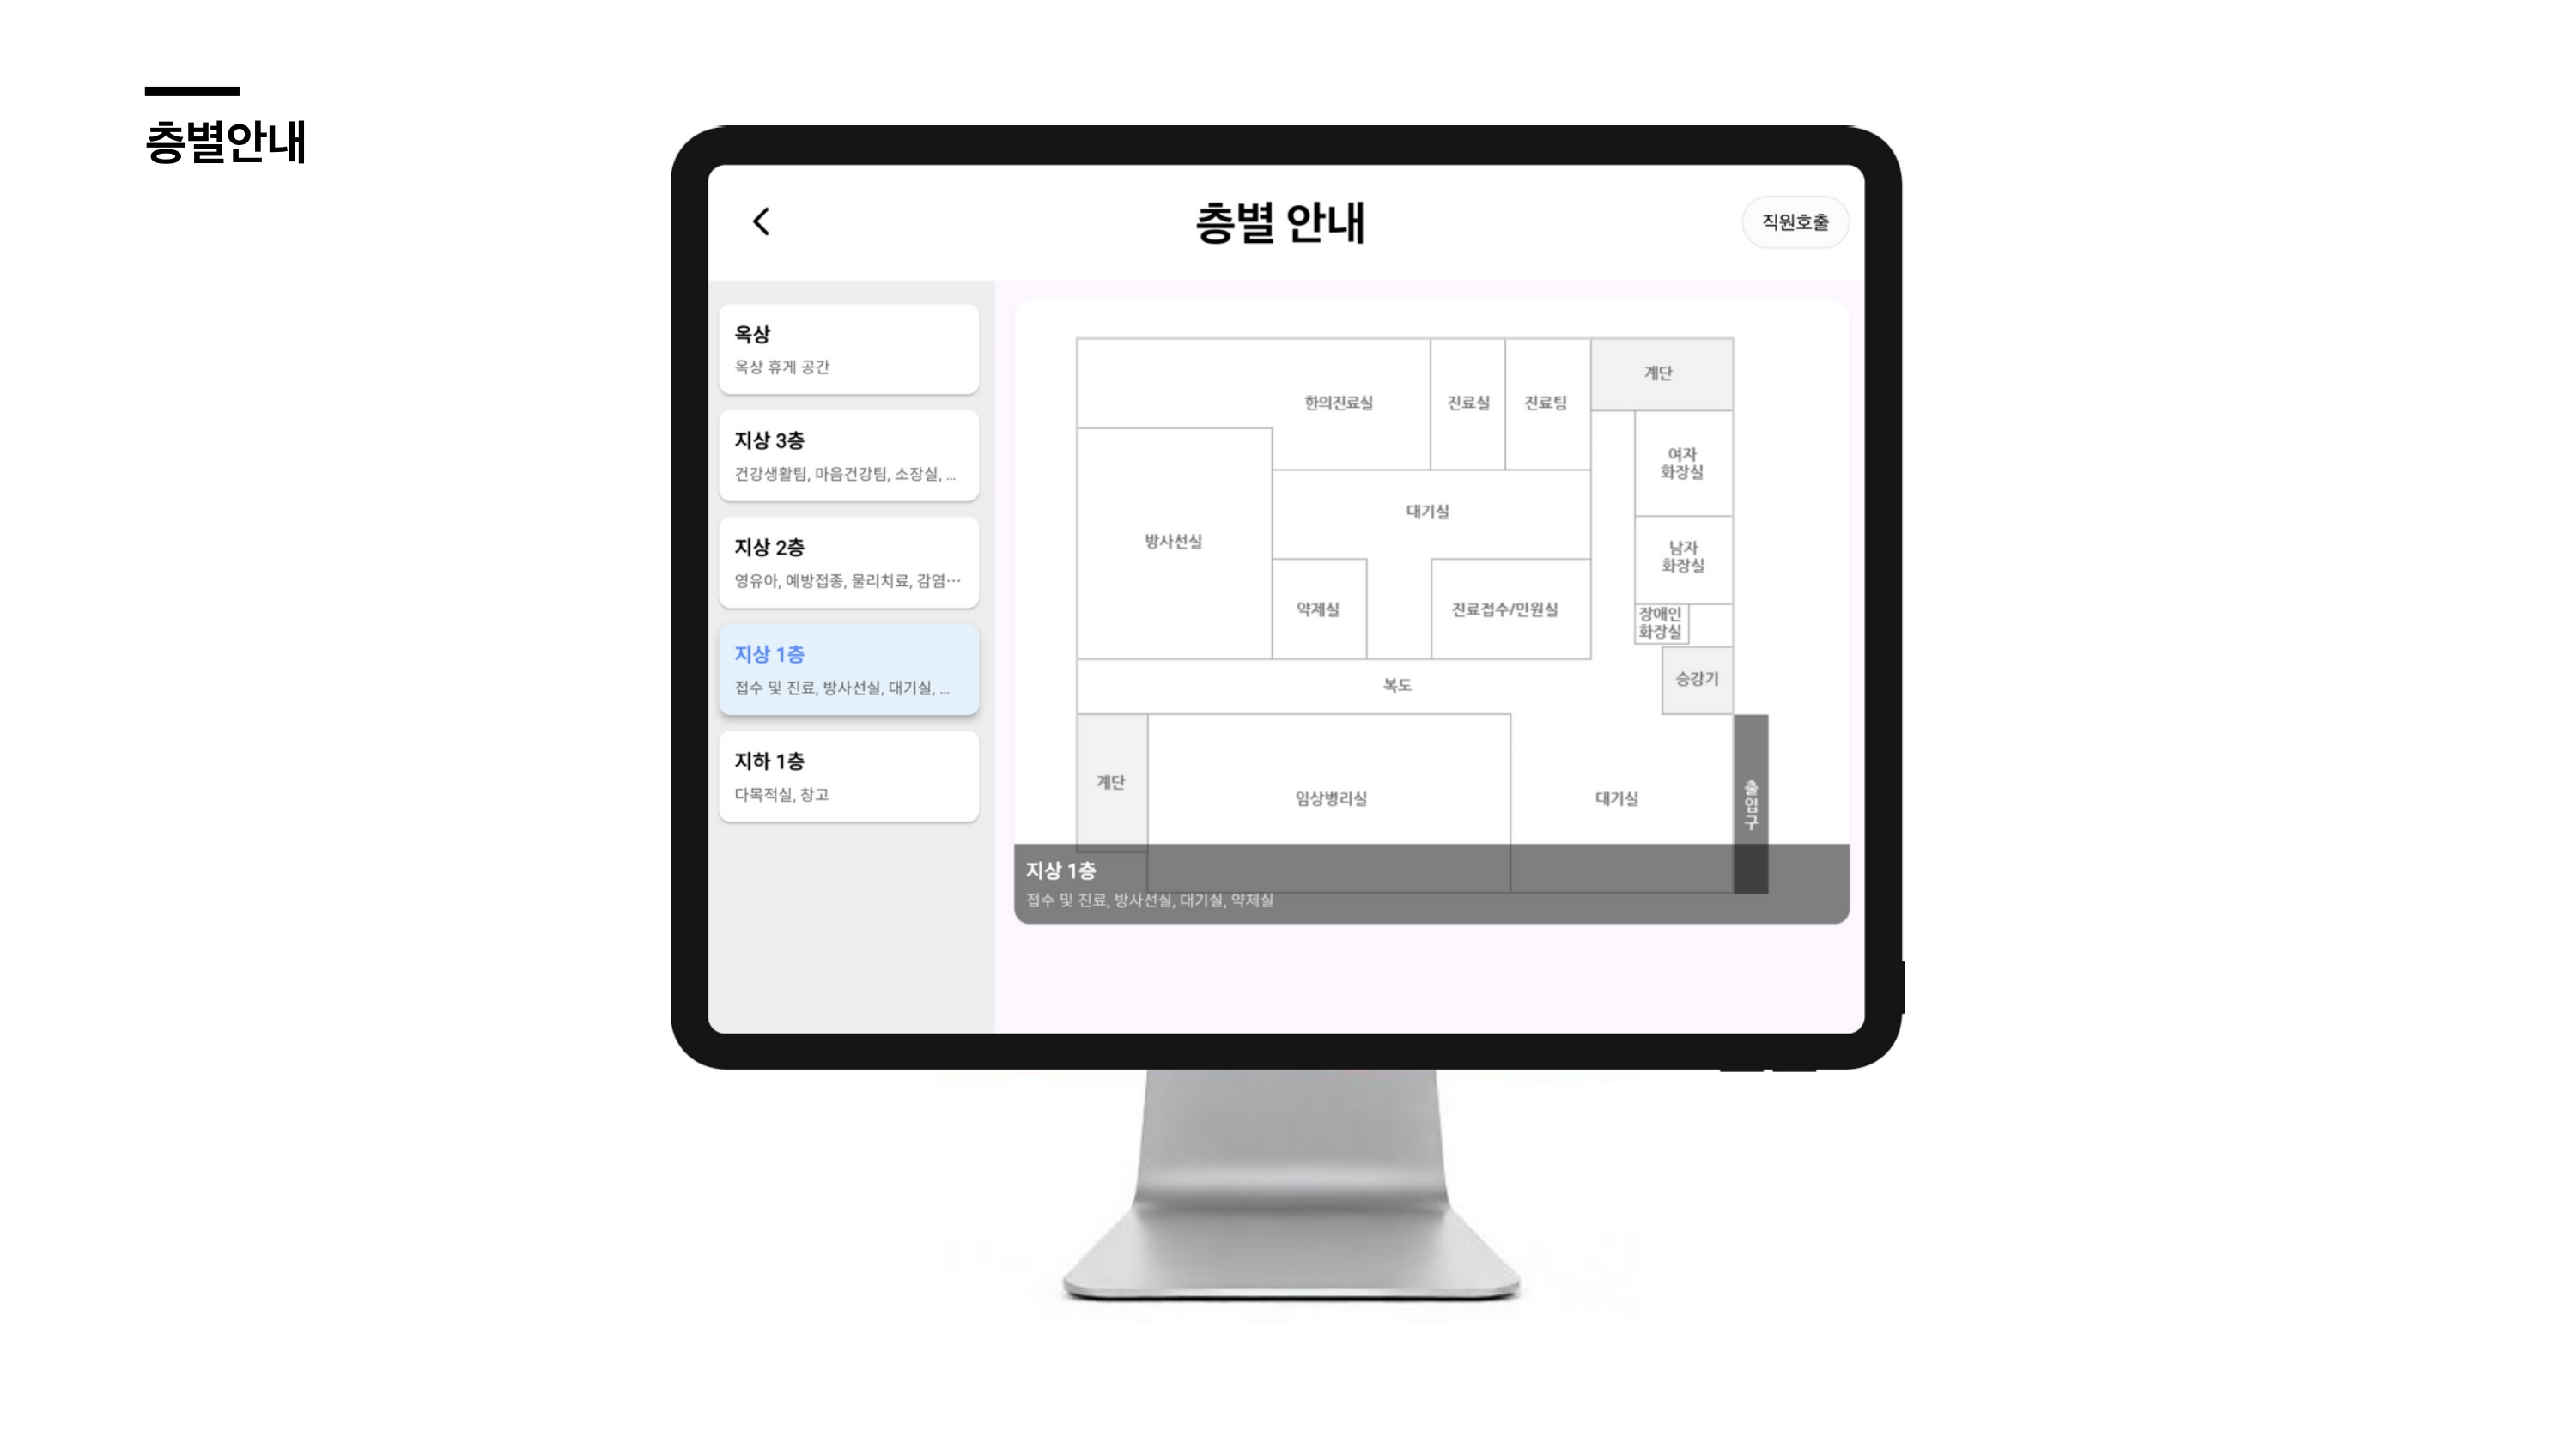 층별안내
층별 안내
직원호출
옥상
옥상 휴게 공간
지상 3층
건강생활팀, 마음건강팀, 소장실, ...
지상 2층
영유아, 예방접종, 물리치료, 감염...
지상 1층
접수 및 진료, 방사선실, 대기실, ...
지하 1층
다목적실, 창고
한의진료실
진료실
진료팀
계단
여자
화장실
대기실
방사선실
남자
화장실
약제실
진료접수/민원실
장애인
화장실
승강기
복도
계단
임상병리실
대기실
출입구
지상 1층
접수 및 진료, 방사선실, 대기실, 약제실